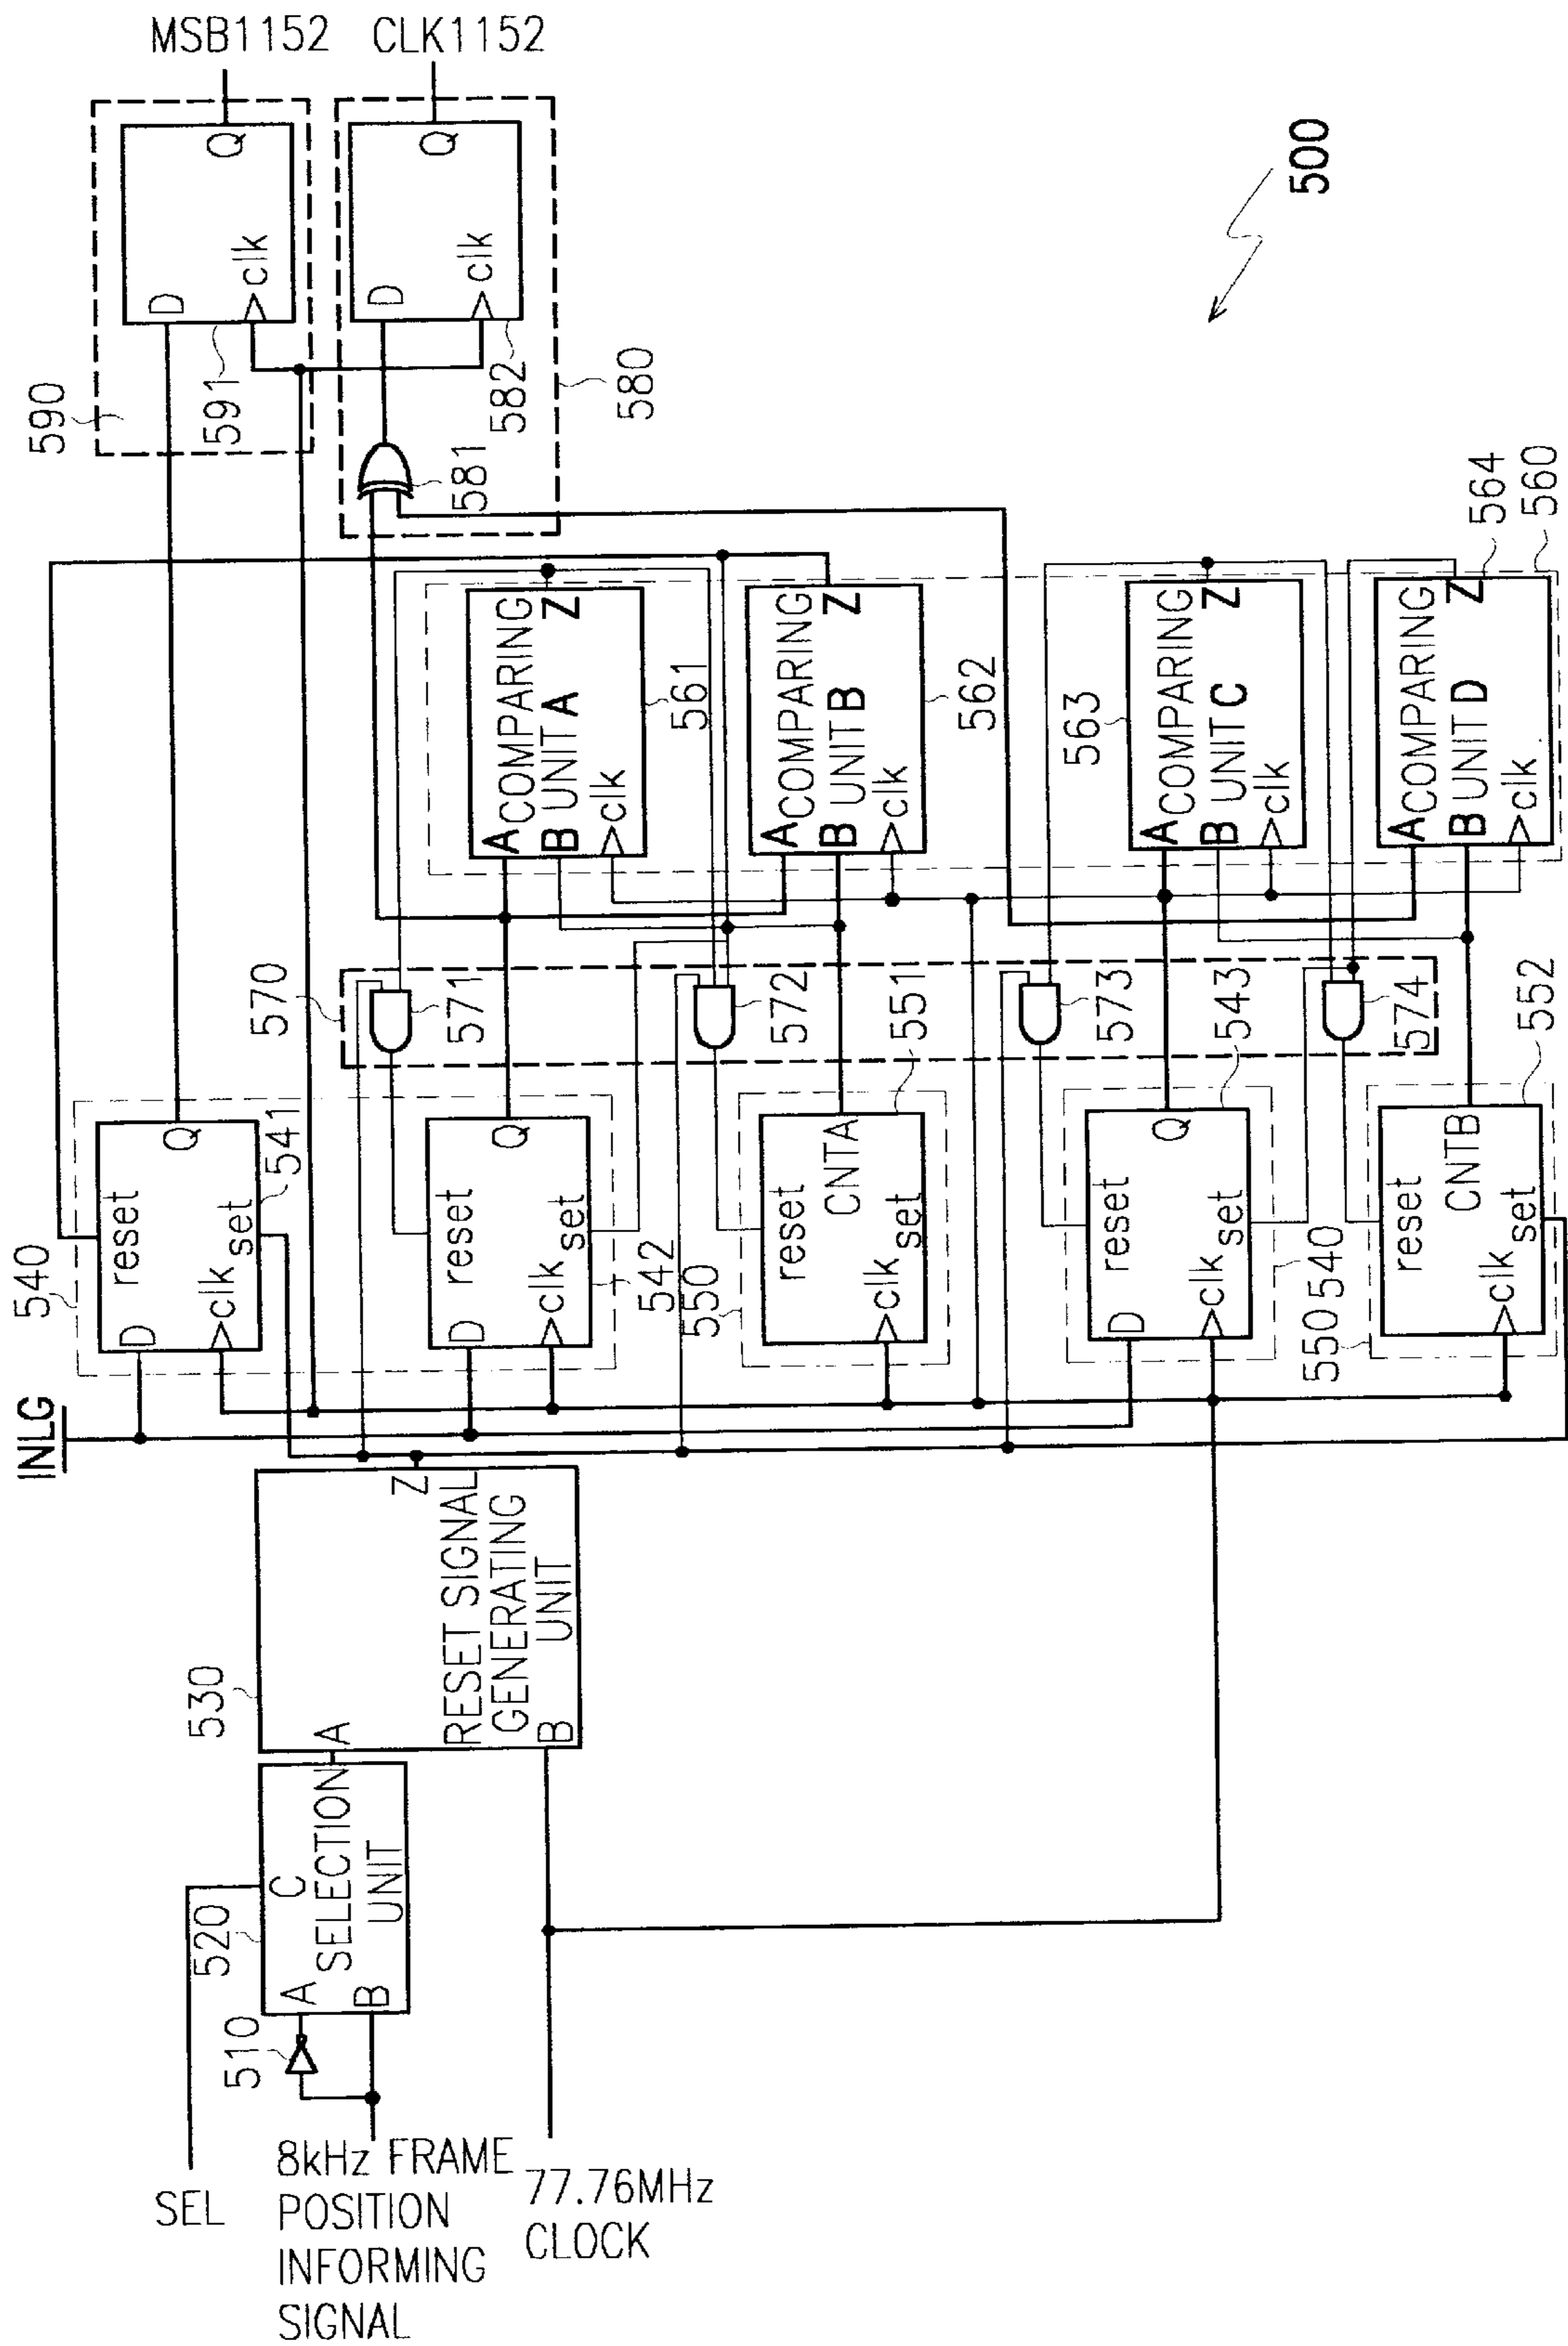 SEL
8kHz FRAME
POSITION
INFORMING
SIGNAL
77.76MHz
CLOCK
510
520
A
B
C
SELECTION
UNIT
530
A
B
Z
RESET SIGNAL
GENERATING
UNIT
INLG
540
D
reset
Q
clk
set
541
D
reset
Q
clk
set
542
550
reset
CNTA
clk
set
551
D
reset
Q
clk
set
543
540
550
reset
CNTB
clk
set
552
570
571
572
573
574
A
B
COMPARING
UNIT A
clk
Z
561
A
B
COMPARING
UNIT B
clk
Z
562
563
A
B
COMPARING
UNIT C
clk
Z
A
B
COMPARING
UNIT D
clk
Z
564
560
590
D
Q
clk
591
MSB1152
581
D
Q
clk
582
580
CLK1152
500